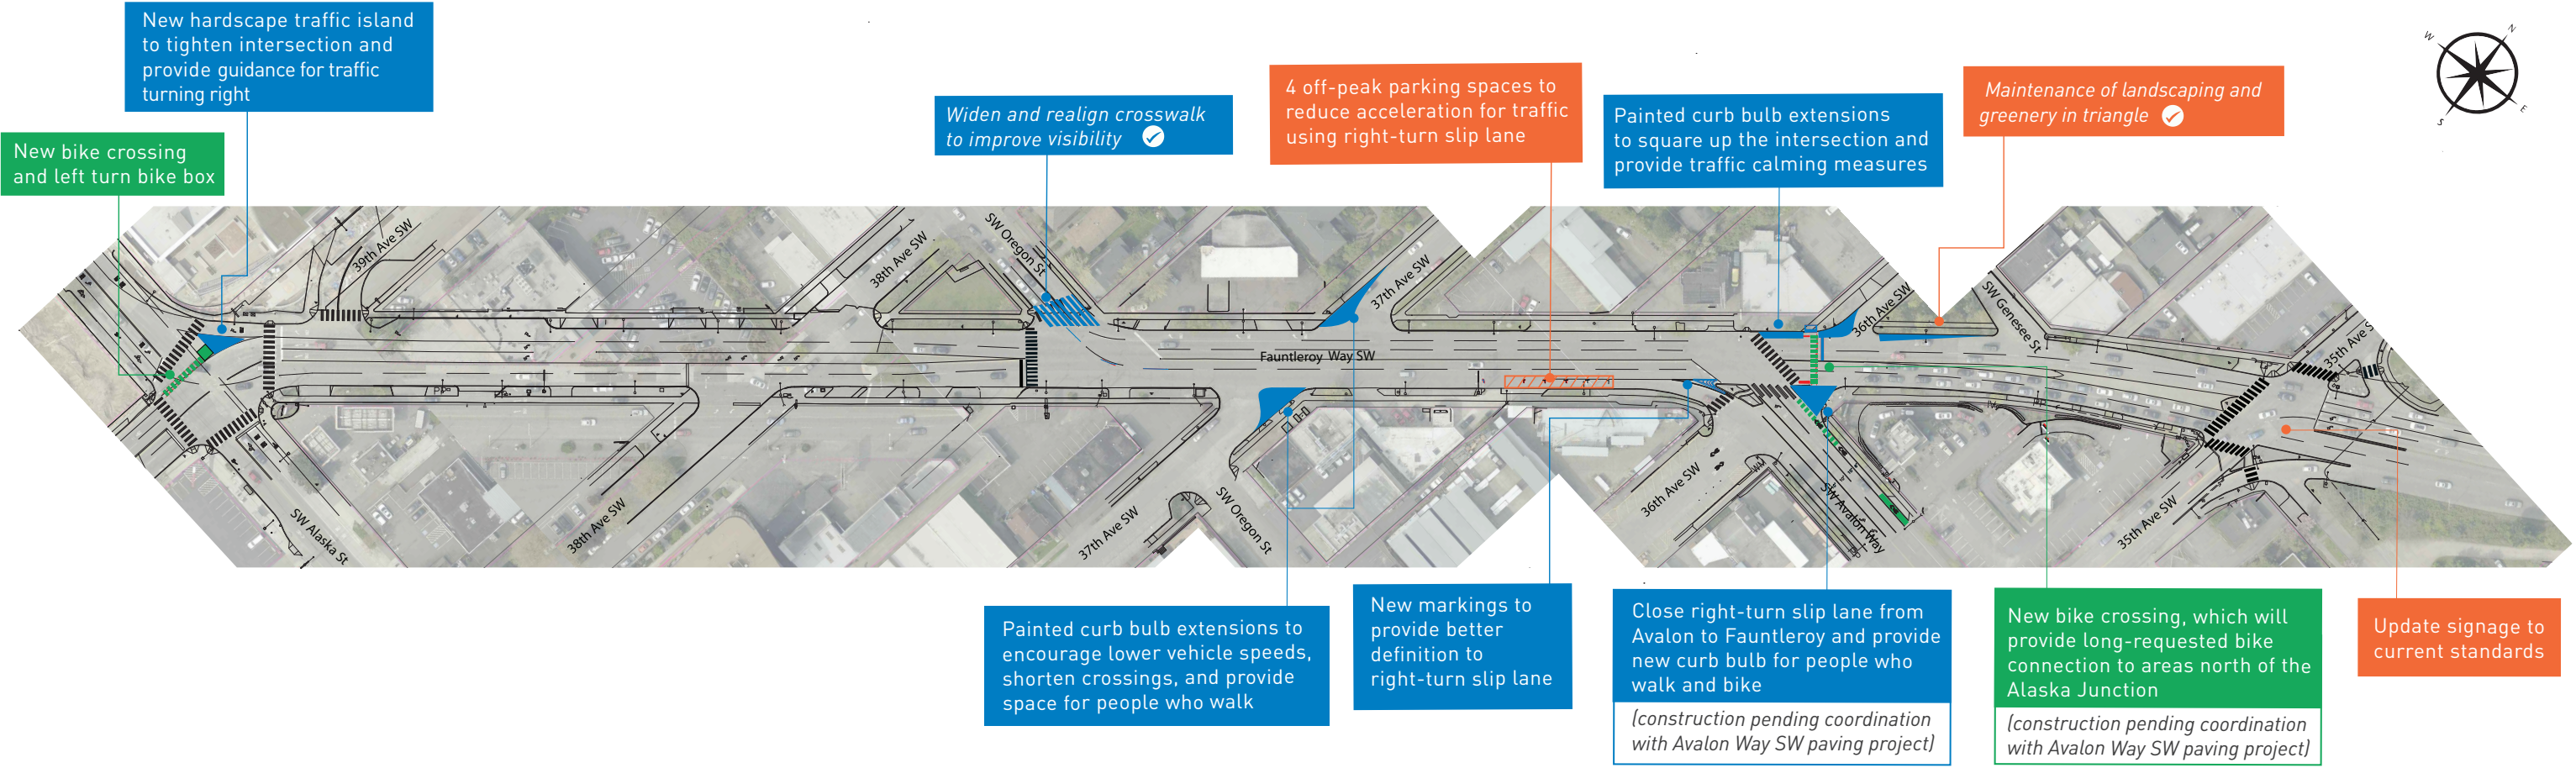 New hardscape traffic island
to tighten intersection and
provide guidance for traffic
turning right
New bike crossing
and left turn bike box
Widen and realign crosswalk
to improve visibility
4 off-peak parking spaces to
reduce acceleration for traffic
using right-turn slip lane
Painted curb bulb extensions
to square up the intersection and
provide traffic calming measures
Maintenance of landscaping and
greenery in triangle
W
N
S
E
39th Ave SW
38th Ave SW
SW Oregon St
37th Ave SW
36th Ave SW
SW Genesee St
35th Ave S
Fauntleroy Way SW
SW Alaska St
38th Ave SW
37th Ave SW
SW Oregon St
36th Ave SW
SW Avalon Way
35th Ave SW
Painted curb bulb extensions to
encourage lower vehicle speeds,
shorten crossings, and provide
space for people who walk
New markings to
provide better
definition to
right-turn slip lane
Close right-turn slip lane from
Avalon to Fauntleroy and provide
new curb bulb for people who
walk and bike
(construction pending coordination
with Avalon Way SW paving project)
New bike crossing, which will
provide long-requested bike
connection to areas north of the
Alaska Junction
(construction pending coordination
with Avalon Way SW paving project)
Update signage to
current standards